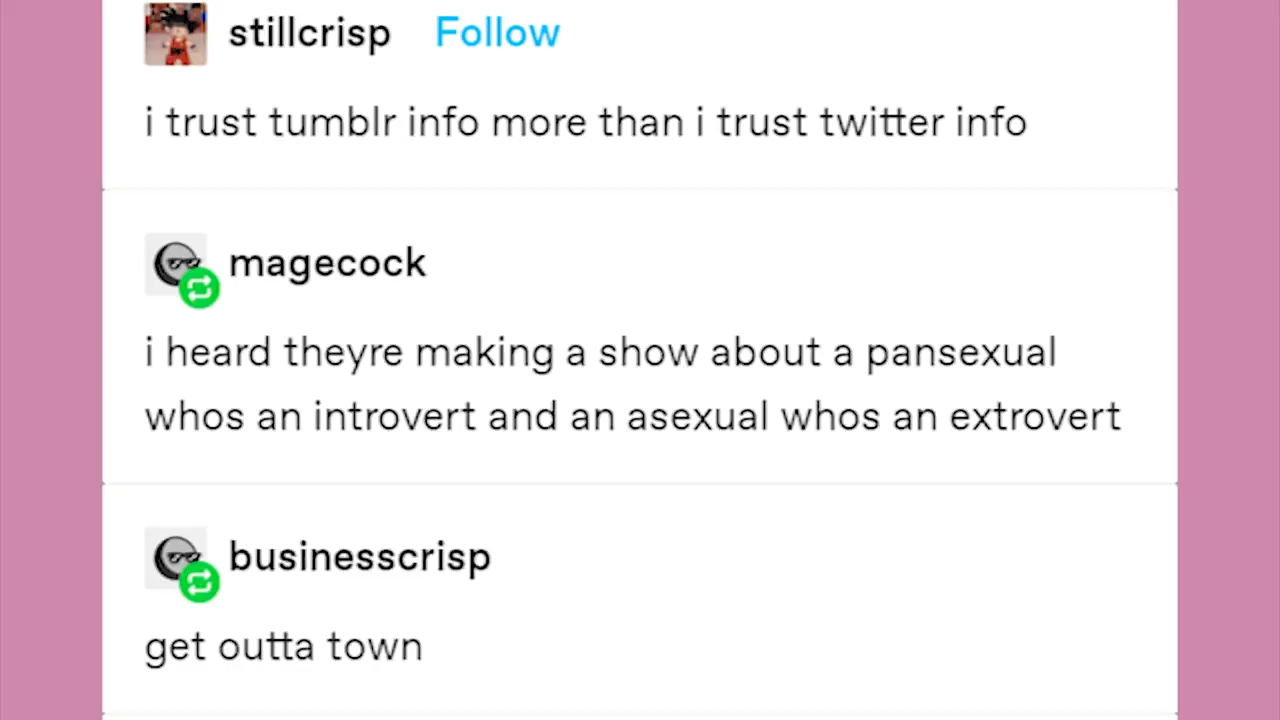 stillcrisp Follow
i trust tumblr info more than i trust twitter info
magecock
i heard theyre making a show about a pansexual
whos an introvert and an asexual whos an extrovert
businesscrisp
get outta town